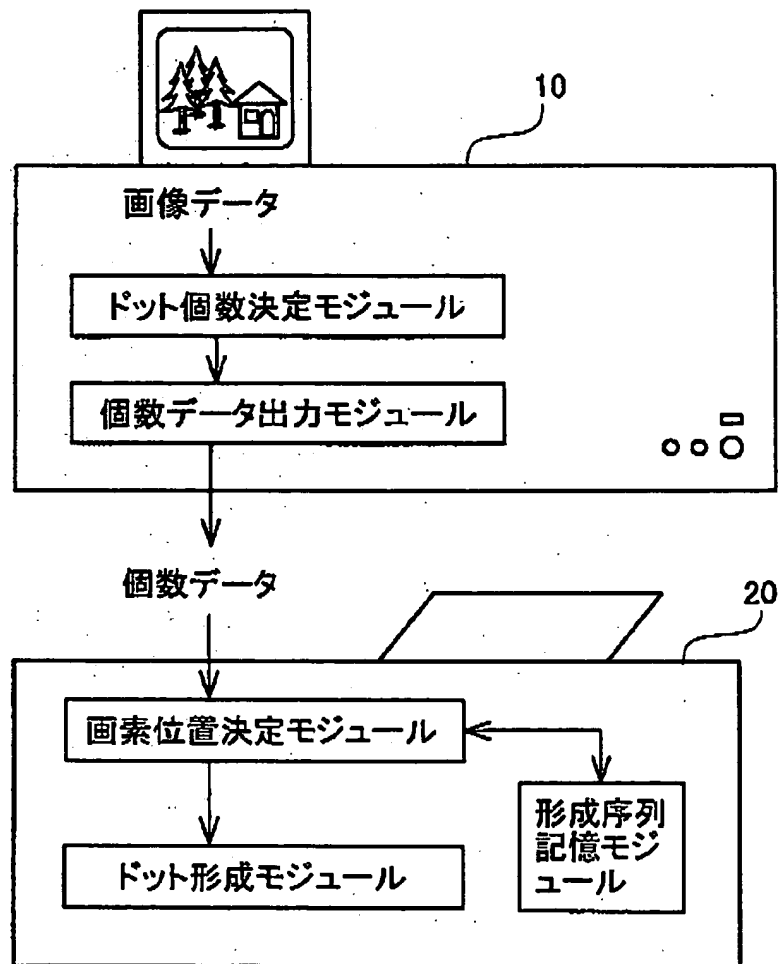 10
画像データ
ドット個数決定モジュール
個数データ出力モジュール
個数データ
20
画素位置決定モジュール
形成序列
記憶モジ
ュール
ドット形成モジュール